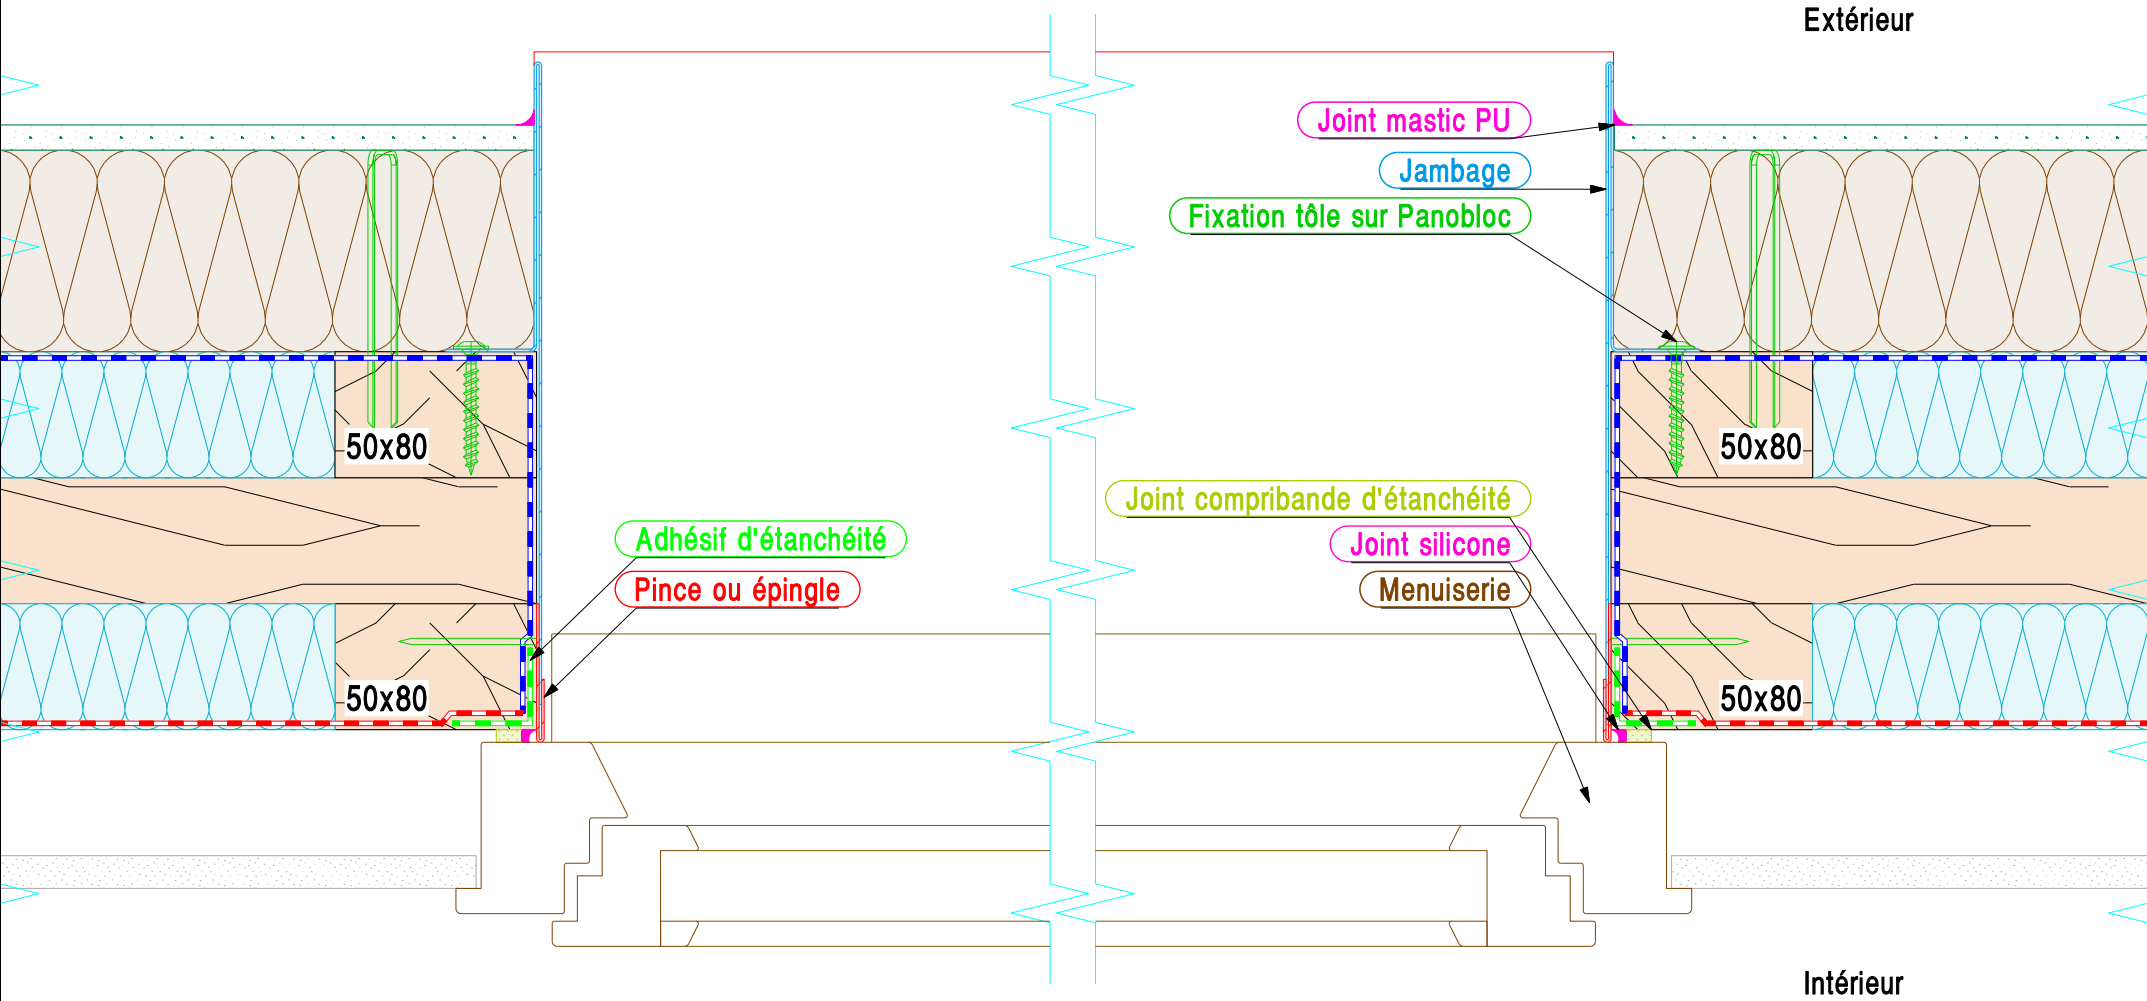 Extérieur
Joint mastic PU
Jambage
Fixation tôle sur Panobloc
50x80
50x80
Joint compribande d'étanchéité
Adhésif d'étanchéité
Joint silicone
Pince ou épingle
Menuiserie
50x80
50x80
Intérieur